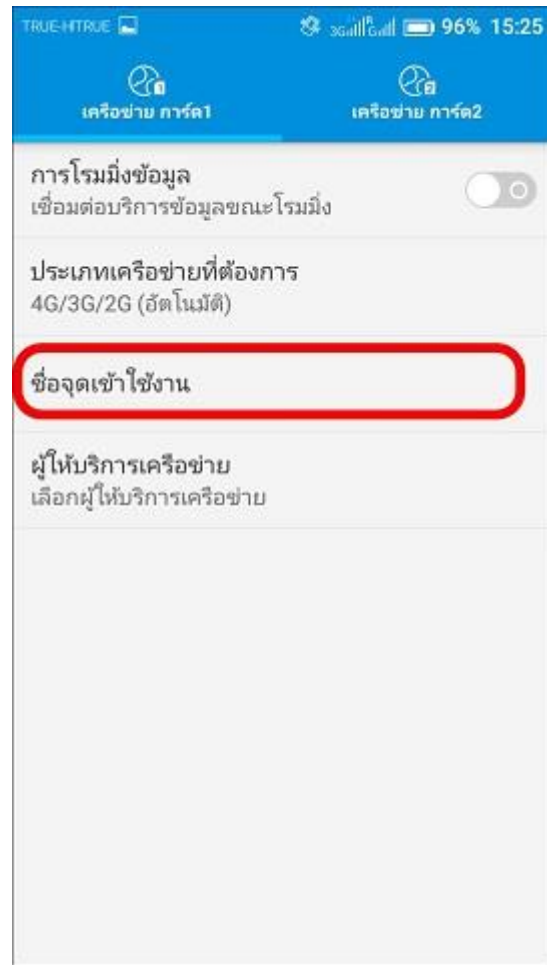 TRUE-HTRUE 3G R G 96% 15:25
1 2
เครือข่าย การ์ด1 เครือข่าย การ์ด2
การโรมมิ่งข้อมูล
เชื่อมต่อบริการข้อมูลขณะโรมมิ่ง
ประเภทเครือข่ายที่ต้องการ
4G/3G/2G (อัตโนมัติ)
ชื่อจุดเข้าใช้งาน
ผู้ให้บริการเครือข่าย
เลือกผู้ให้บริการเครือข่าย